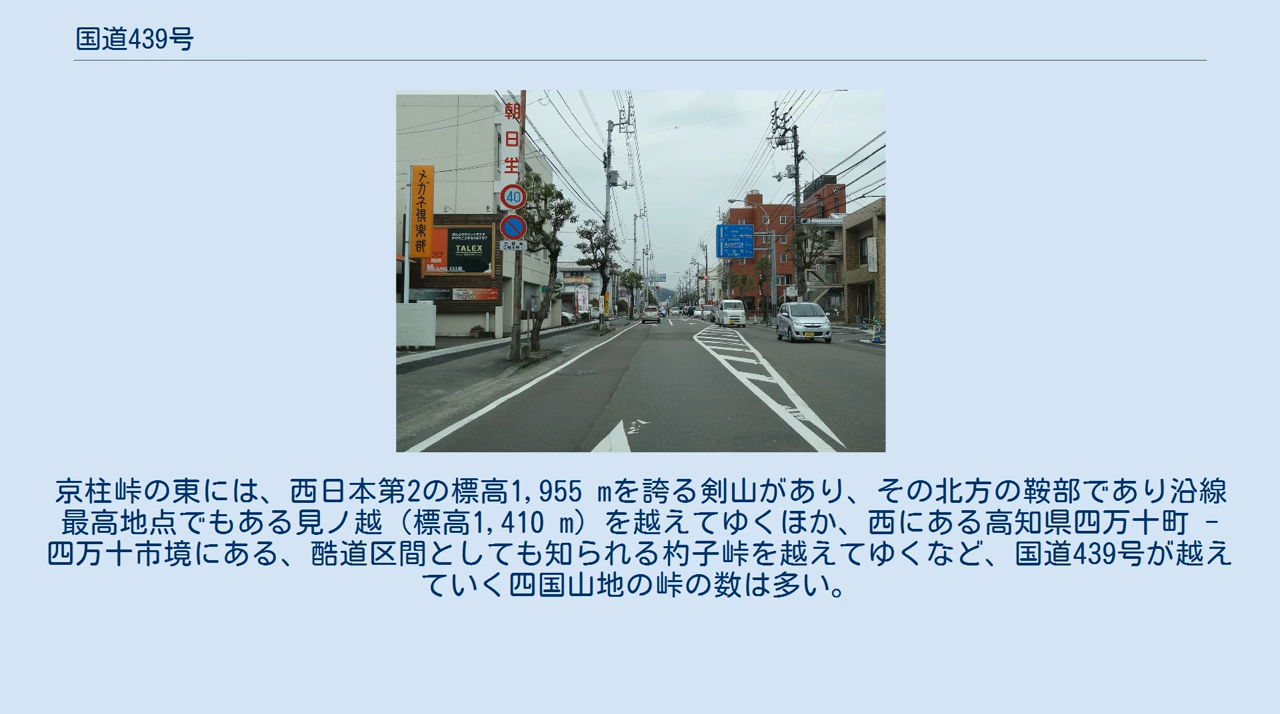 国道439号
朝日生
40
メガネ倶楽部
TALEX
MEGANE CLUB
京柱峠の東には、西日本第2の標高1,955 mを誇る剣山があり、その北方の鞍部であり沿線
最高地点でもある見ノ越（標高1,410 m）を越えてゆくほか、西にある高知県四万十町 -
四万十市境にある、酷道区間としても知られる杓子峠を越えてゆくなど、国道439号が越え
ていく四国山地の峠の数は多い。